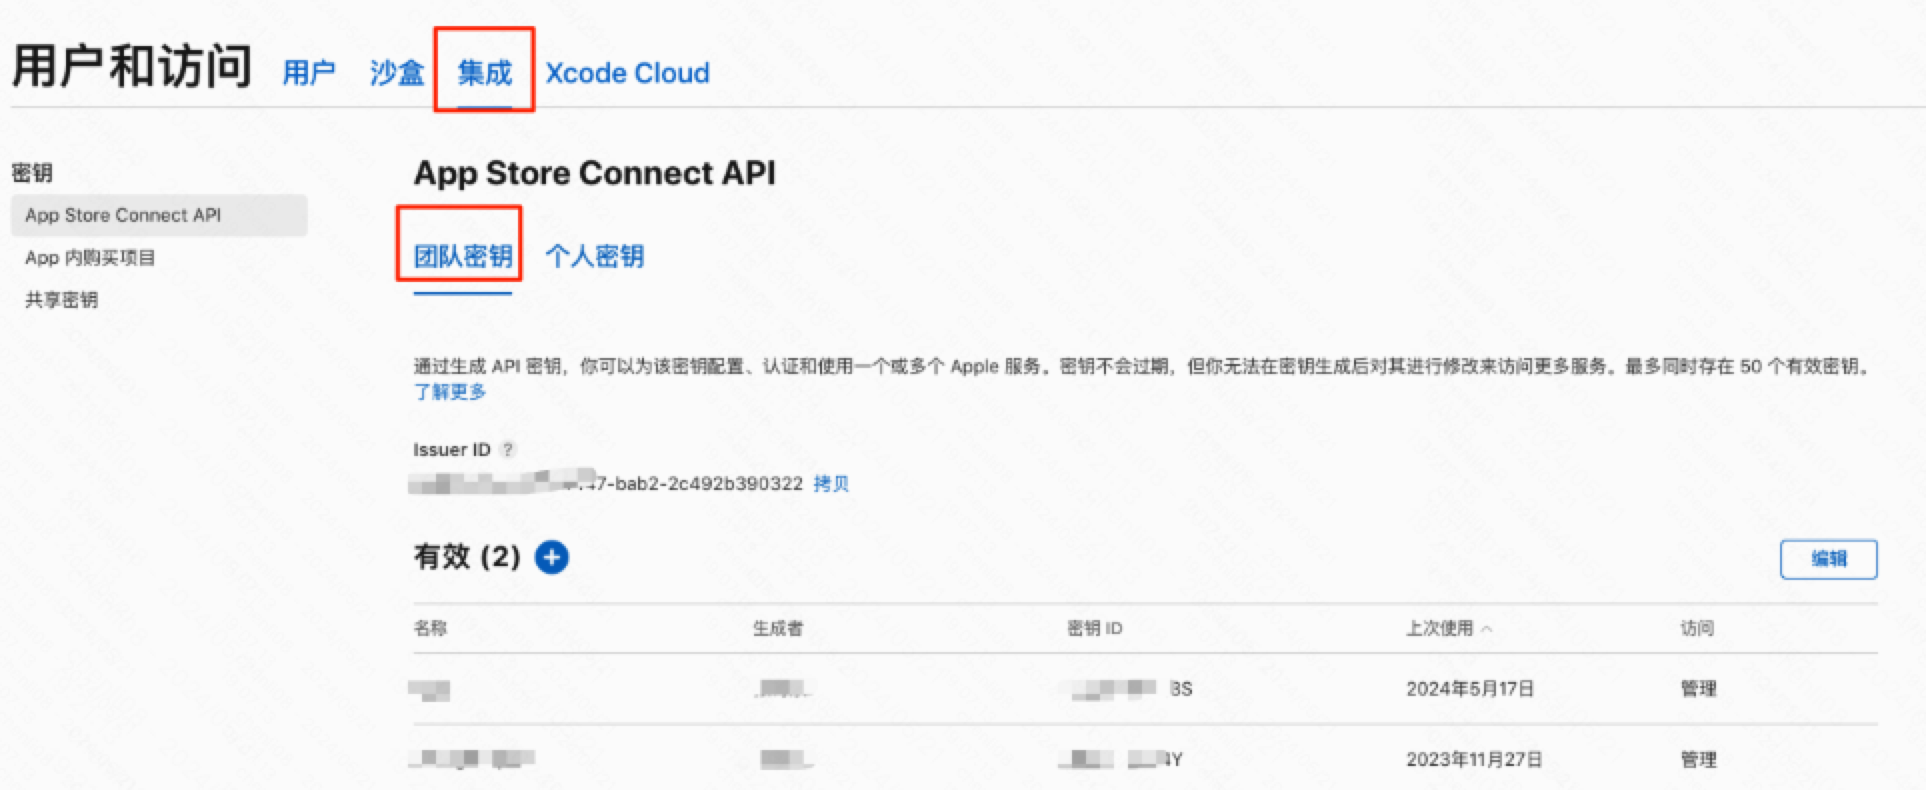 用户和访问 用户 沙盒 集成 Xcode Cloud
密钥
App Store Connect API
App 内购买项目
共享密钥
App Store Connect API
团队密钥 个人密钥
通过生成 API 密钥，你可以为该密钥配置、认证和使用一个或多个 Apple 服务。密钥不会过期，但你无法在密钥生成后对其进行修改来访问更多服务。最多同时存在 50 个有效密钥。
了解更多
Issuer ID ?
47-bab2-2c492b390322 拷贝
有效 (2) +
编辑
名称 生成者 密钥 ID 上次使用 访问
BS 2024年5月17日 管理
4Y 2023年11月27日 管理